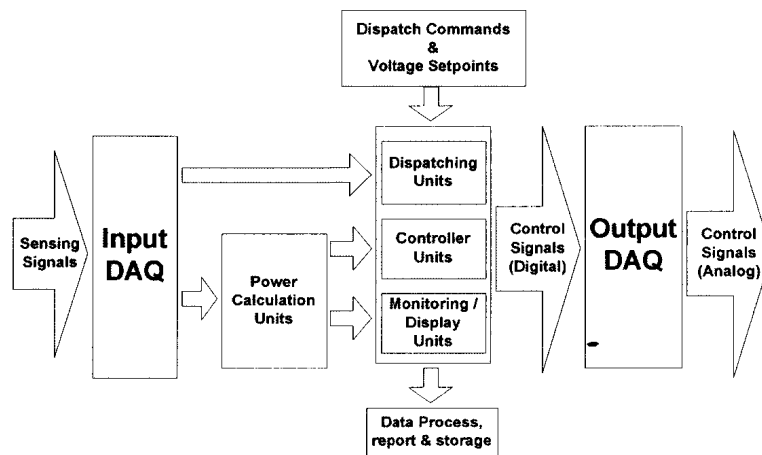 Dispatch Commands
&
Voltage Setpoints
Sensing
Signals
Input
DAQ
Power
Calculation
Units
Dispatching
Units
Controller
Units
Monitoring /
Display
Units
Control
Signals
(Digital)
Output
DAQ
Control
Signals
(Analog)
Data Process,
report & storage